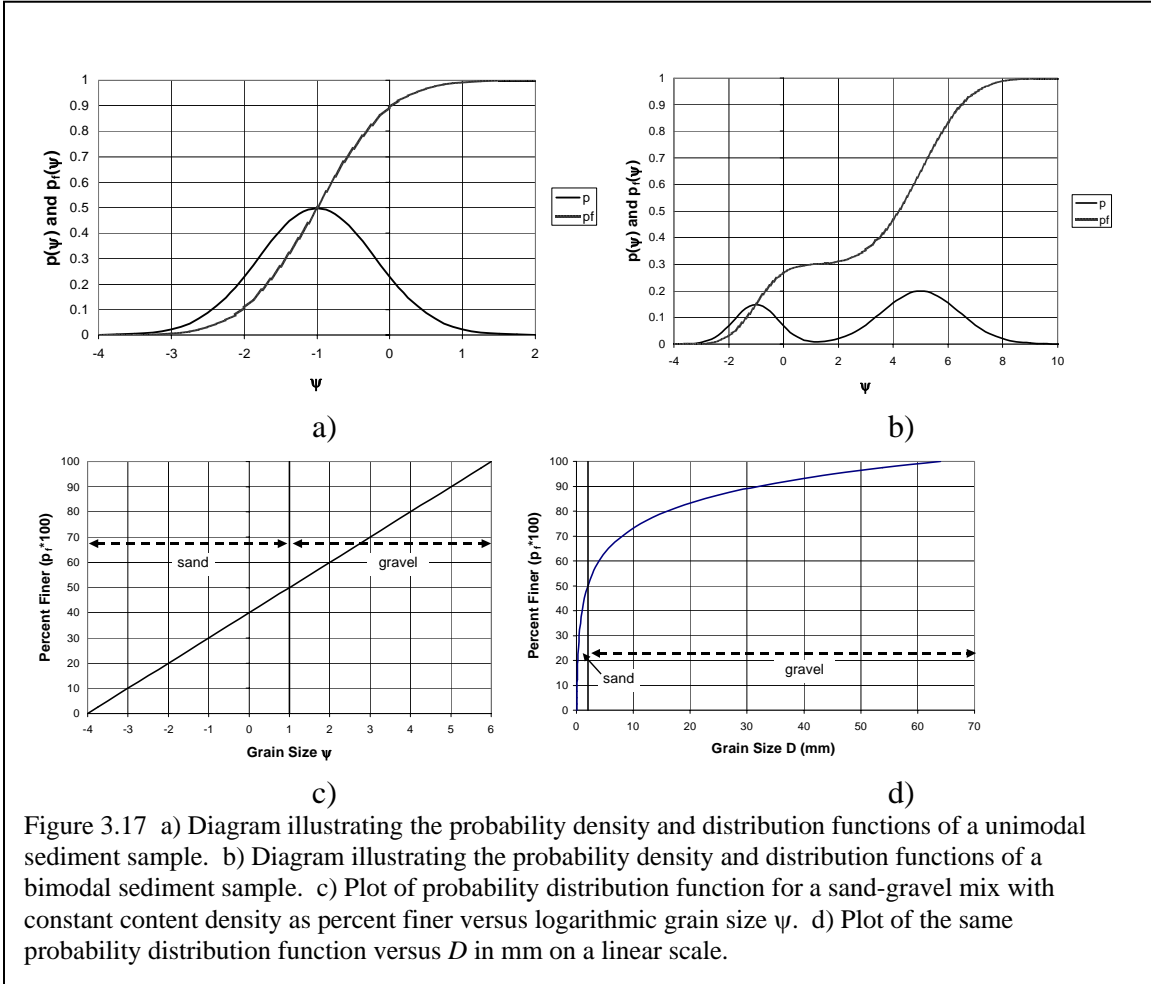 1
0.9
0.8
0.7
0.6
0.5
0.4
0.3
0.2
0.1
0
-4 -3 -2 -1 0 1 2
p(ψ) and pf(ψ)
ψ
p
pf
a)
1
0.9
0.8
0.7
0.6
0.5
0.4
0.3
0.2
0.1
0
-4 -2 0 2 4 6 8 10
p(ψ) and pf(ψ)
ψ
p
pf
b)
100
90
80
70
60
50
40
30
20
10
0
-4 -3 -2 -1 0 1 2 3 4 5 6
Percent Finer (pf*100)
sand gravel
Grain Size ψ
c)
100
90
80
70
60
50
40
30
20
10
0
0 10 20 30 40 50 60 70
Percent Finer (pf*100)
sand gravel
Grain Size D (mm)
d)
Figure 3.17 a) Diagram illustrating the probability density and distribution functions of a unimodal
sediment sample. b) Diagram illustrating the probability density and distribution functions of a
bimodal sediment sample. c) Plot of probability distribution function for a sand-gravel mix with
constant content density as percent finer versus logarithmic grain size ψ. d) Plot of the same
probability distribution function versus D in mm on a linear scale.